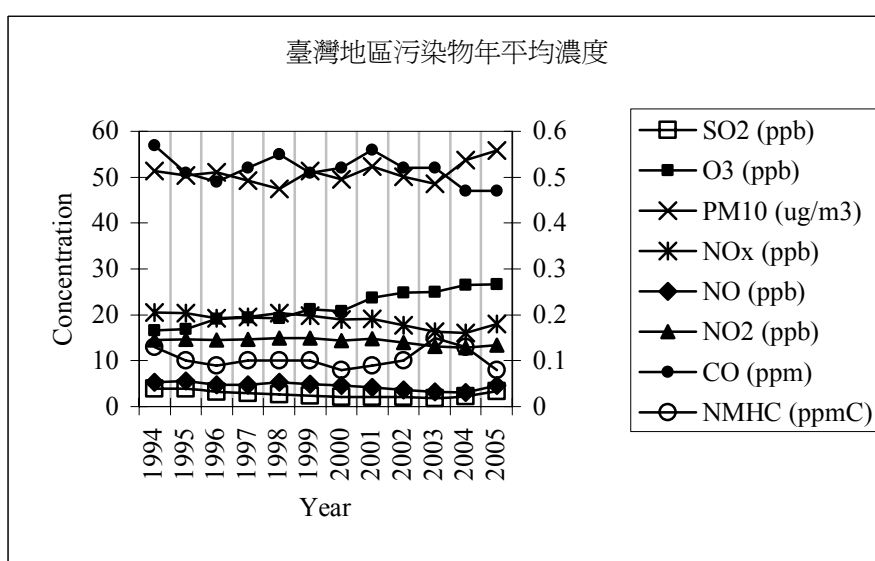 臺灣地區污染物年平均濃度
60
50
40
30
20
10
0
Concentration
0.6
0.5
0.4
0.3
0.2
0.1
0
1994
1995
1996
1997
1998
1999
2000
2001
2002
2003
2004
2005
Year
SO2 (ppb)
O3 (ppb)
PM10 (ug/m3)
NOx (ppb)
NO (ppb)
NO2 (ppb)
CO (ppm)
NMHC (ppmC)